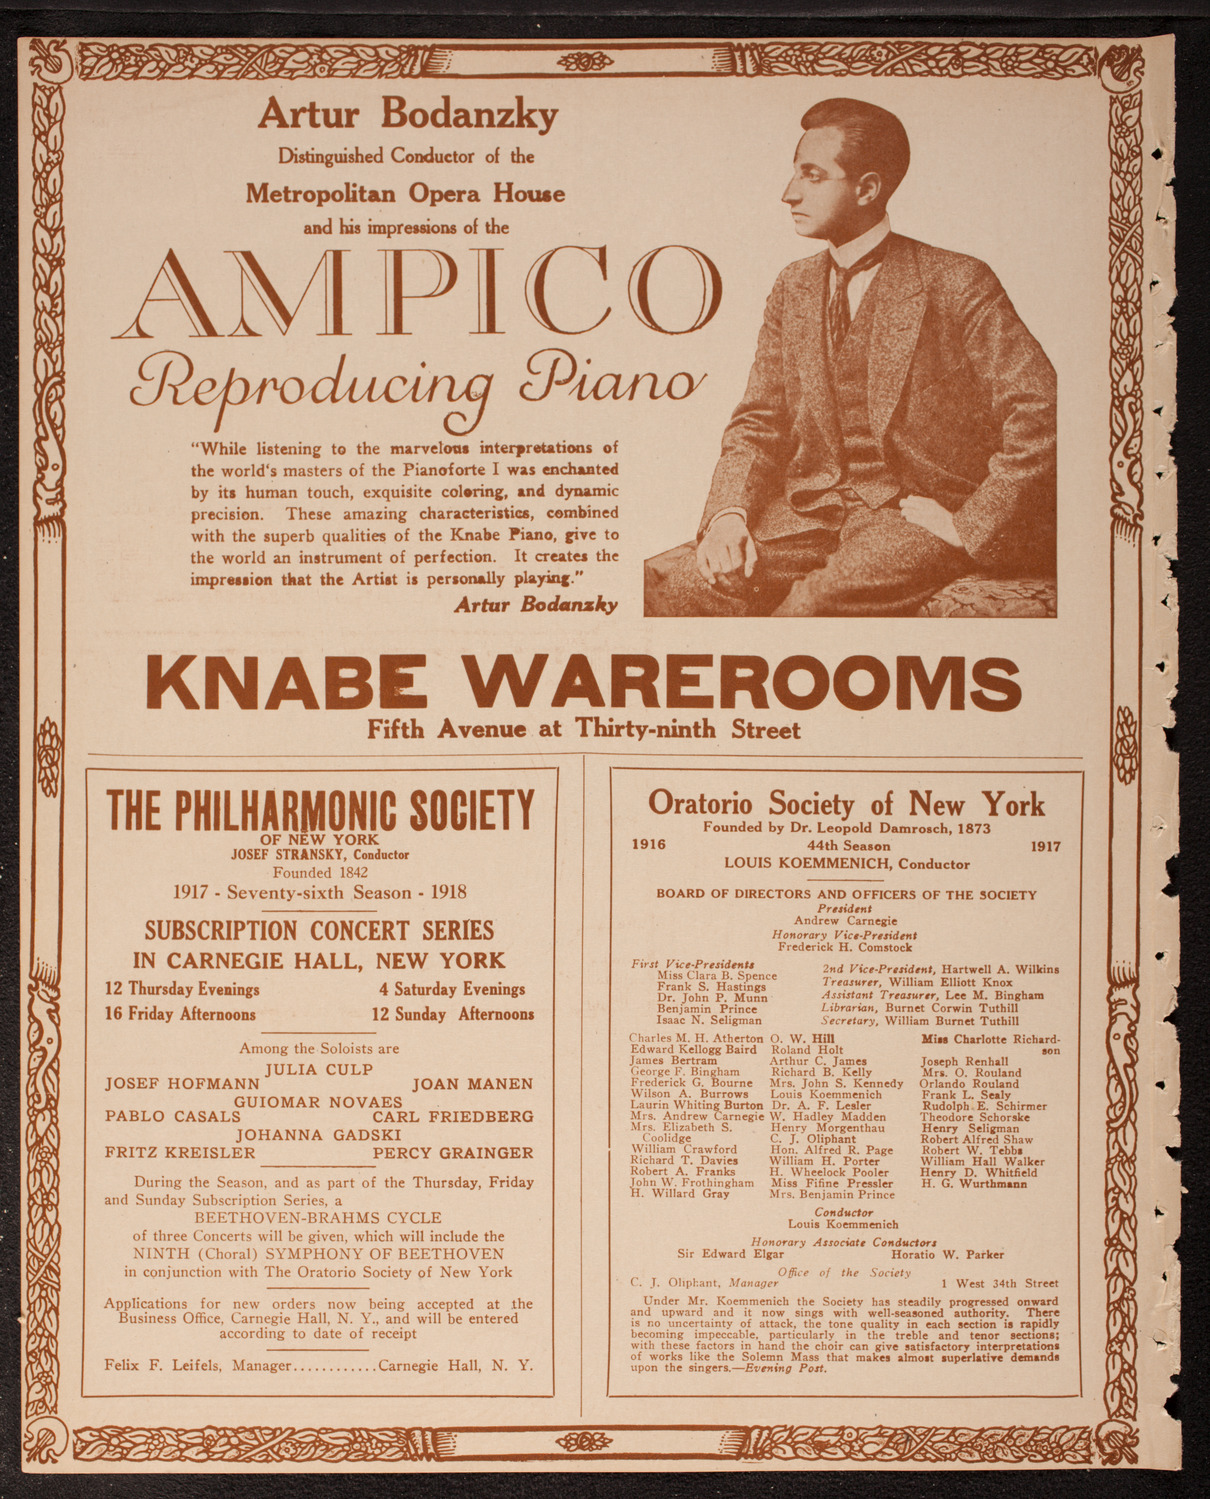 Artur Bodanzky
Distinguished Conductor of the
Metropolitan Opera House
and his impressions of the
AMPICO
Reproducing Piano
"While listening to the marvelous interpretations of
the world's masters of the Pianoforte I was enchanted
by its human touch, exquisite coloring, and dynamic
precision. These amazing characteristics, combined
with the superb qualities of the Knabe Piano, give to
the world an instrument of perfection. It creates the
impression that the Artist is personally playing."
Artur Bodanzky
KNABE WAREROOMS
Fifth Avenue at Thirty-ninth Street
THE PHILHARMONIC SOCIETY
OF NEW YORK
JOSEF STRANSKY, Conductor
Founded 1842
1917 - Seventy-sixth Season - 1918
SUBSCRIPTION CONCERT SERIES
IN CARNEGIE HALL, NEW YORK
12 Thursday Evenings 4 Saturday Evenings
16 Friday Afternoons 12 Sunday Afternoons
Among the Soloists are
JULIA CULP
JOSEF HOFMANN JOAN MANEN
GUIOMAR NOVAES
PABLO CASALS CARL FRIEDBERG
JOHANNA GADSKI
FRITZ KREISLER PERCY GRAINGER
During the Season, and as part of the Thursday, Friday
and Sunday Subscription Series, a
BEETHOVEN-BRAHMS CYCLE
of three Concerts will be given, which will include the
NINTH (Choral) SYMPHONY OF BEETHOVEN
in conjunction with The Oratorio Society of New York
Applications for new orders now being accepted at the
Business Office, Carnegie Hall, N. Y., and will be entered
according to date of receipt
Felix F. Leifels, Manager............Carnegie Hall, N. Y.
Oratorio Society of New York
Founded by Dr. Leopold Damrosch, 1873
1916 44th Season 1917
LOUIS KOEMMENICH, Conductor
BOARD OF DIRECTORS AND OFFICERS OF THE SOCIETY
President
Andrew Carnegie
Honorary Vice-President
Frederick H. Comstock
First Vice-Presidents
Miss Clara B. Spence
Frank S. Hastings
Dr. John P. Munn
Benjamin Prince
Isaac N. Seligman
2nd Vice-President, Hartwell A. Wilkins
Treasurer, William Elliott Knox
Assistant Treasurer, Lee M. Bingham
Librarian, Burnet Corwin Tuthill
Secretary, William Burnet Tuthill
Charles M. H. Atherton
Edward Kellogg Baird
James Bertram
George F. Bingham
Frederick G. Bourne
Wilson A. Burrows
Laurin Whiting Burton
Mrs. Andrew Carnegie
Mrs. Elizabeth S.
Coolidge
William Crawford
Richard T. Davies
Robert A. Franks
John W. Frothingham
H. Willard Gray
O. W. Hill
Roland Holt
Arthur C. James
Richard B. Kelly
Mrs. John S. Kennedy
Louis Koemmenich
Dr. A. F. Lesler
W. Hadley Madden
Henry Morgenthau
C. J. Oliphant
Hon. Alfred R. Page
William H. Porter
H. Wheelock Pooler
Miss Fifine Pressler
Mrs. Benjamin Prince
Miss Charlotte Richard-
son
Joseph Renhall
Mrs. O. Rouland
Orlando Rouland
Frank L. Sealy
Rudolph E. Schirmer
Theodore Schorske
Henry Seligman
Robert Alfred Shaw
Robert W. Tebbs
William Hall Walker
Henry D. Whitfield
H. G. Wurthmann
Conductor
Louis Koemmenich
Honorary Associate Conductors
Sir Edward Elgar Horatio W. Parker
Office of the Society
C. J. Oliphant, Manager 1 West 34th Street
Under Mr. Koemmenich the Society has steadily progressed onward
and upward and it now sings with well-seasoned authority. There
is no uncertainty of attack, the tone quality in each section is rapidly
becoming impeccable, particularly in the treble and tenor sections;
with these factors in hand the choir can give satisfactory interpretations
of works like the Solemn Mass that makes almost superlative demands
upon the singers.—Evening Post.